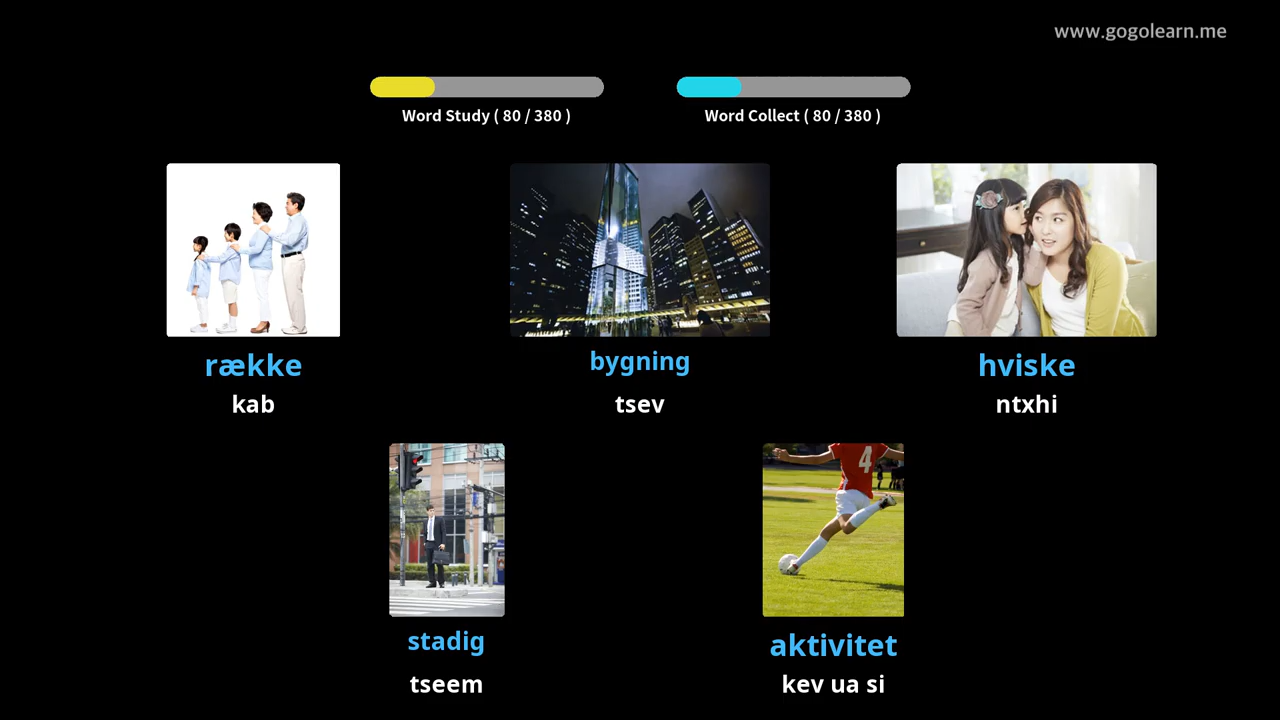 www.gogolearn.me
Word Study ( 80 / 380 )
Word Collect ( 80 / 380 )
række
kab
bygning
tsev
hviske
ntxhi
4
stadig
tseem
aktivitet
kev ua si